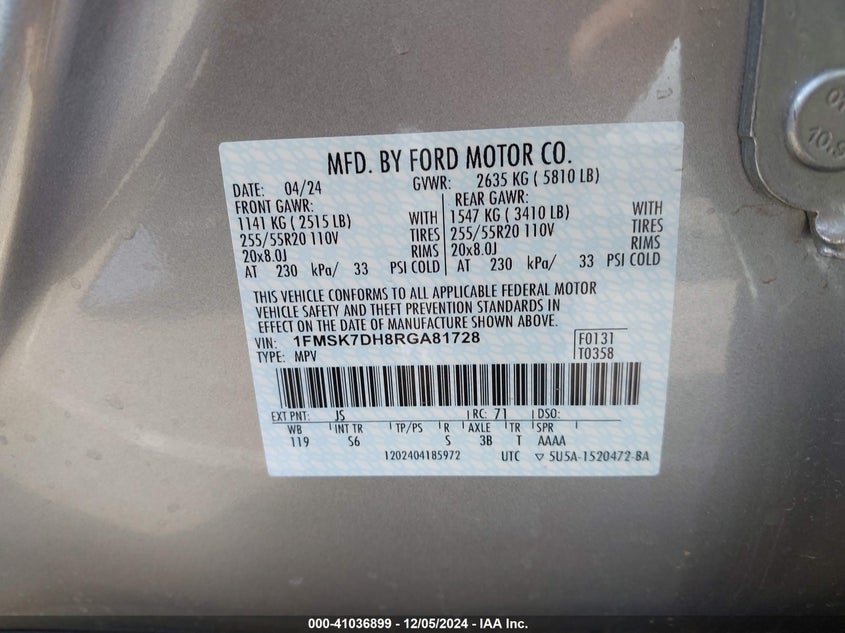 MFD. BY FORD MOTOR CO.
DATE: 04/24 GVWR: 2635 KG ( 5810 LB)
FRONT GAWR: REAR GAWR:
1141 KG ( 2515 LB) WITH 1547 KG ( 3410 LB) WITH
255/55R20 110V TIRES 255/55R20 110V TIRES
20x8.0J RIMS 20x8.0J RIMS
AT 230 kPa/ 33 PSI COLD AT 230 kPa/ 33 PSI COLD
THIS VEHICLE CONFORMS TO ALL APPLICABLE FEDERAL MOTOR
VEHICLE SAFETY AND THEFT PREVENTION STANDARDS IN
EFFECT ON THE DATE OF MANUFACTURE SHOWN ABOVE.
VIN: 1FMSK7DH8RGA81728 F0131
TYPE: MPV T0358
EXT PNT: JS RC: 71 DSO:
WB INT TR TP/PS R AXLE TR SPR
119 S6 S 3B T AAAA
1202404185972 UTC ▽ 5U5A-1520472-BA
000-41036899 - 12/05/2024 - IAA Inc.